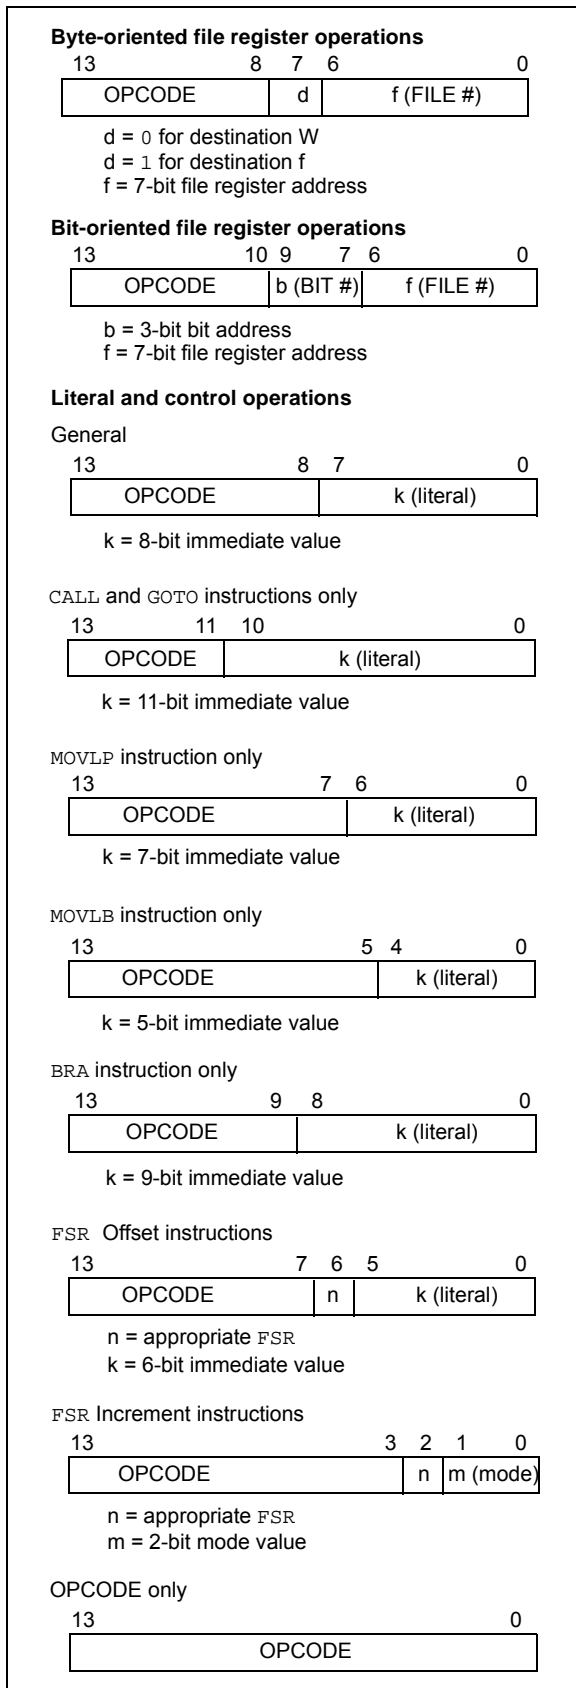 Byte-oriented file register operations
13 8 7 6 0
OPCODE d f (FILE #)
d = 0 for destination W
d = 1 for destination f
f = 7-bit file register address
Bit-oriented file register operations
13 10 9 7 6 0
OPCODE b (BIT #) f (FILE #)
b = 3-bit bit address
f = 7-bit file register address
Literal and control operations
General
13 8 7 0
OPCODE k (literal)
k = 8-bit immediate value
CALL and GOTO instructions only
13 11 10 0
OPCODE k (literal)
k = 11-bit immediate value
MOVLP instruction only
13 7 6 0
OPCODE k (literal)
k = 7-bit immediate value
MOVLB instruction only
13 5 4 0
OPCODE k (literal)
k = 5-bit immediate value
BRA instruction only
13 9 8 0
OPCODE k (literal)
k = 9-bit immediate value
FSR Offset instructions
13 7 6 5 0
OPCODE n k (literal)
n = appropriate FSR
k = 6-bit immediate value
FSR Increment instructions
13 3 2 1 0
OPCODE n m (mode)
n = appropriate FSR
m = 2-bit mode value
OPCODE only
13 0
OPCODE